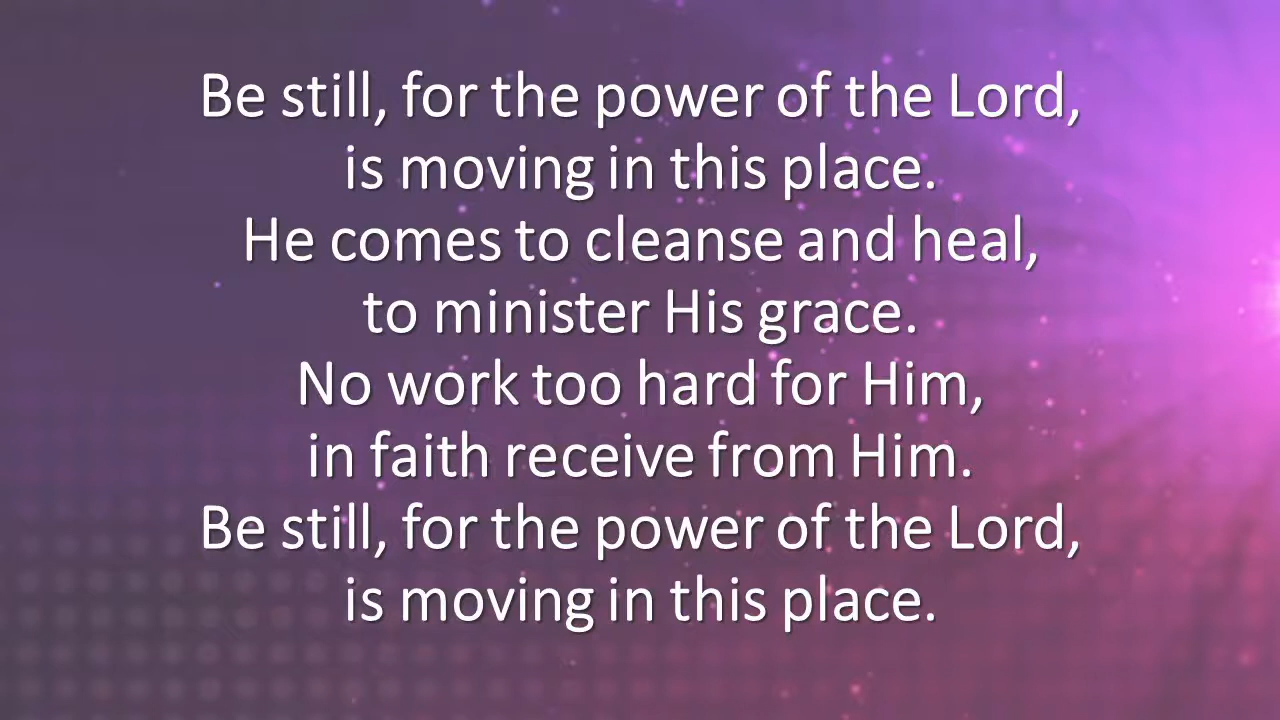 Be still, for the power of the Lord,
is moving in this place.
He comes to cleanse and heal,
to minister His grace.
No work too hard for Him,
in faith receive from Him.
Be still, for the power of the Lord,
is moving in this place.